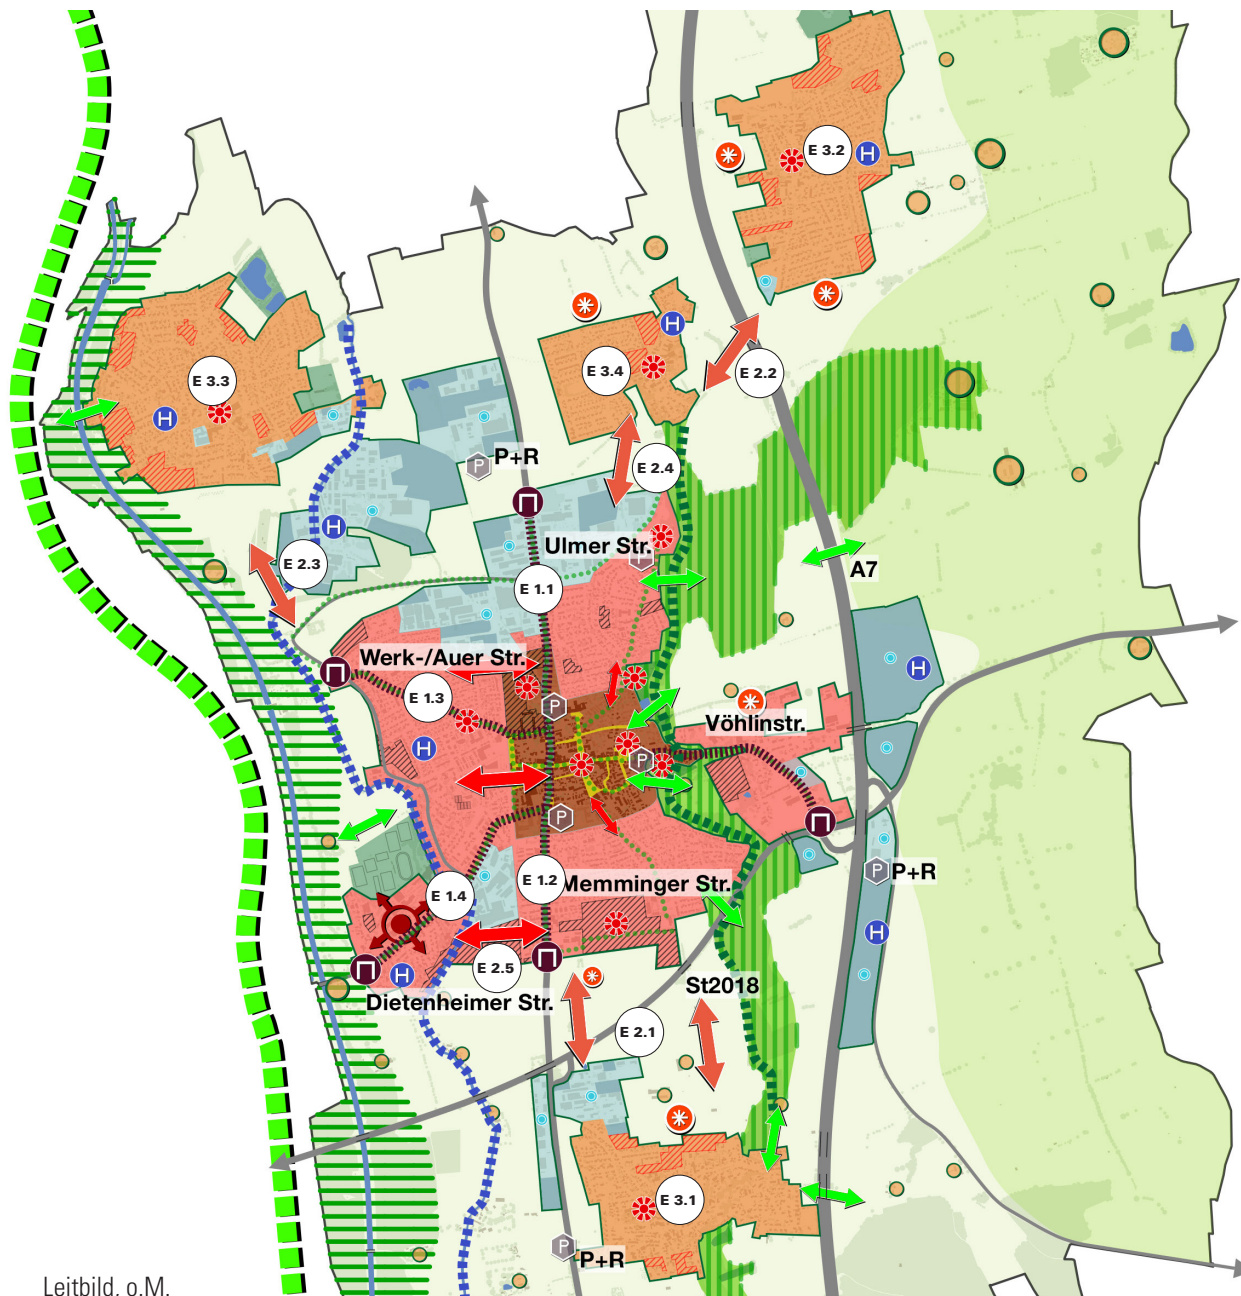 E 3.2
H
E 3.4
H
E 2.2
E 3.3
H
P
P+R
E 2.4
H
Ulmer Str.
P
E 2.3
A7
E 1.1
Werk-/Auer Str.
H
E 1.3
P
Vöhlinstr.
H
P
P
E 1.2
Memminger Str.
P
P+R
E 1.4
H
E 2.5
H
Dietenheimer Str.
St2018
E 2.1
E 3.1
P
P+R
Leitbild, o.M.